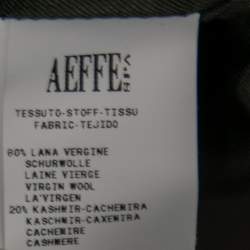 AEFFE SPA
TESSUTO-STOFF-TISSU
FABRIC-TEJIDO
80% LANA VERGINE
SCHURWOLLE
LAINE VIERGE
VIRGIN WOOL
LA'VIRGEN
20% KASHMIR-CACHEMIRA
KASCHMIR-CAXEMIRA
CACHEMIRE
CASHMERE